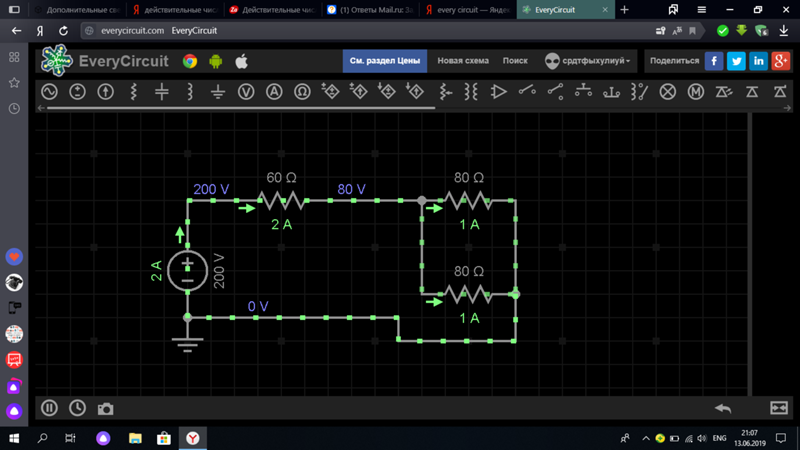 Дополнительные свой
действительные чис
Действительные чис
(1) Ответы Mail.ru: За
every circuit — Яндек
EveryCircuit
everycircuit.com EveryCircuit
EveryCircuit
См. раздел Цены
Новая схема
Поиск
срдтфыхулиуй
Поделиться
200 V
60 Ω
80 V
80 Ω
2 A
1 A
2 A
200 V
80 Ω
0 V
1 A
ENG
21:07
13.06.2019